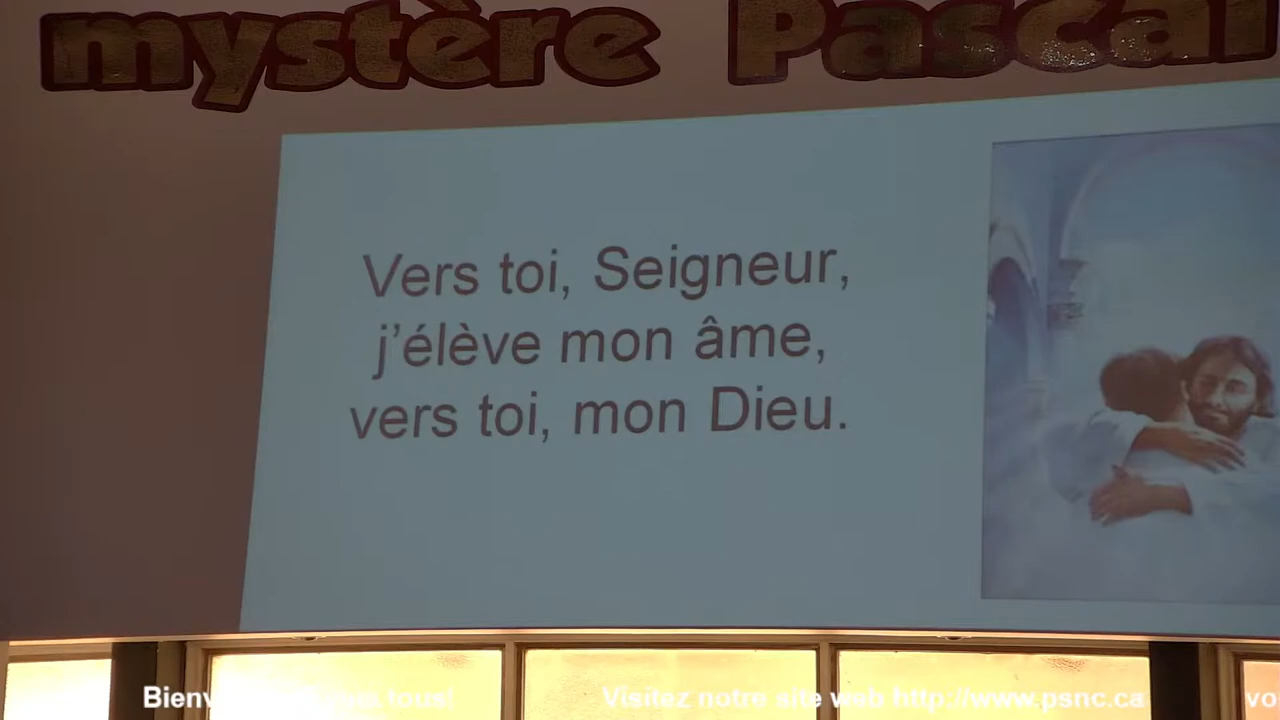 mystère Pascal
Vers toi, Seigneur,
j'élève mon âme,
vers toi, mon Dieu.
tous! Visitez notre site web http://www.psnc.ca